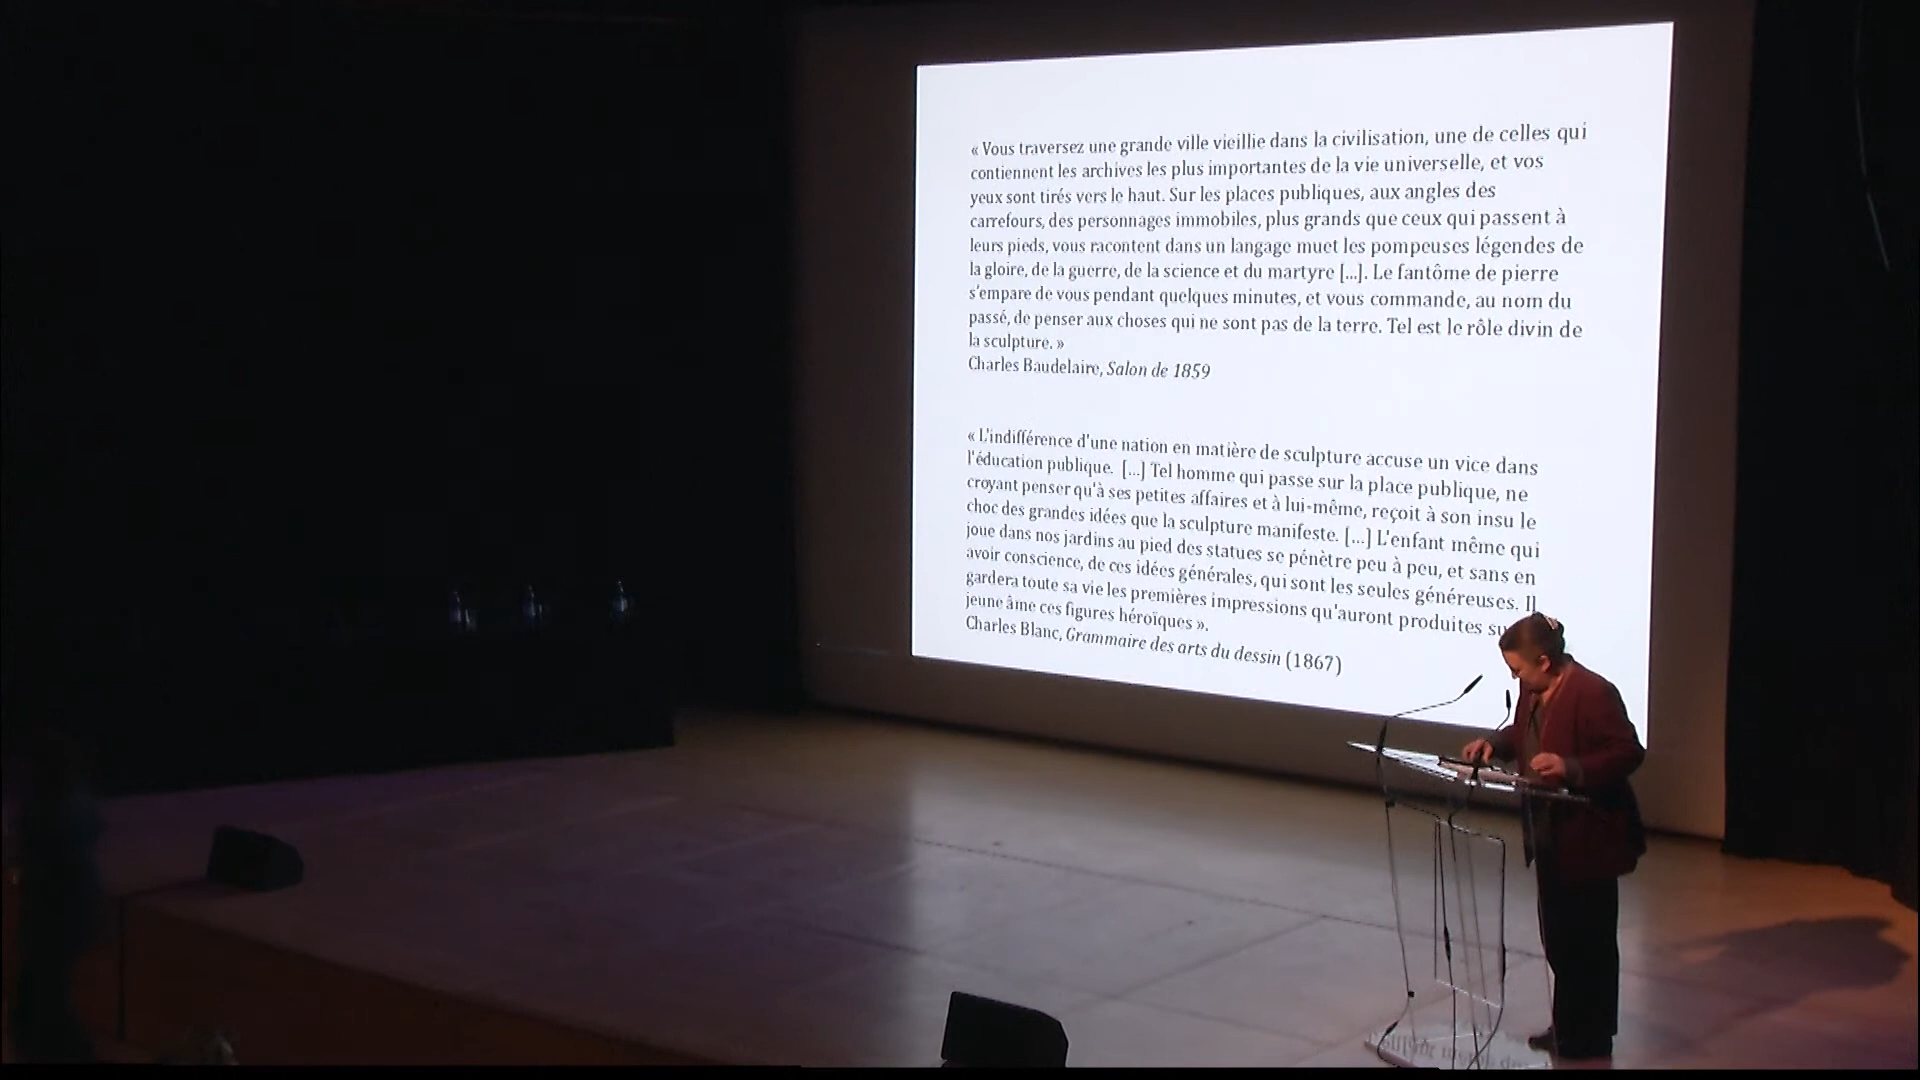 « Vous traversez une grande ville vieillie dans la civilisation, une de celles qui
contiennent les archives les plus importantes de la vie universelle, et vos
yeux sont tirés vers le haut. Sur les places publiques, aux angles des
carrefours, des personnages immobiles, plus grands que ceux qui passent à
leurs pieds, vous racontent dans un langage muet les pompeuses légendes de
la gloire, de la guerre, de la science et du martyre [...]. Le fantôme de pierre
s'empare de vous pendant quelques minutes, et vous commande, au nom du
passé, de penser aux choses qui ne sont pas de la terre. Tel est le rôle divin de
la sculpture. »
Charles Baudelaire, Salon de 1859
« L'indifférence d'une nation en matière de sculpture accuse un vice dans
l'éducation publique. [...] Tel homme qui passe sur la place publique, ne
croyant penser qu'à ses petites affaires et à lui-même, reçoit à son insu le
choc des grandes idées que la sculpture manifeste. [...] L'enfant même qui
joue dans nos jardins au pied des statues se pénètre peu à peu, et sans en
avoir conscience, de ces idées générales, qui sont les seules généreuses. Il
gardera toute sa vie les premières impressions qu'auront produites
jeune âme ces figures héroïques ».
Charles Blanc, Grammaire des arts du dessin (1867)